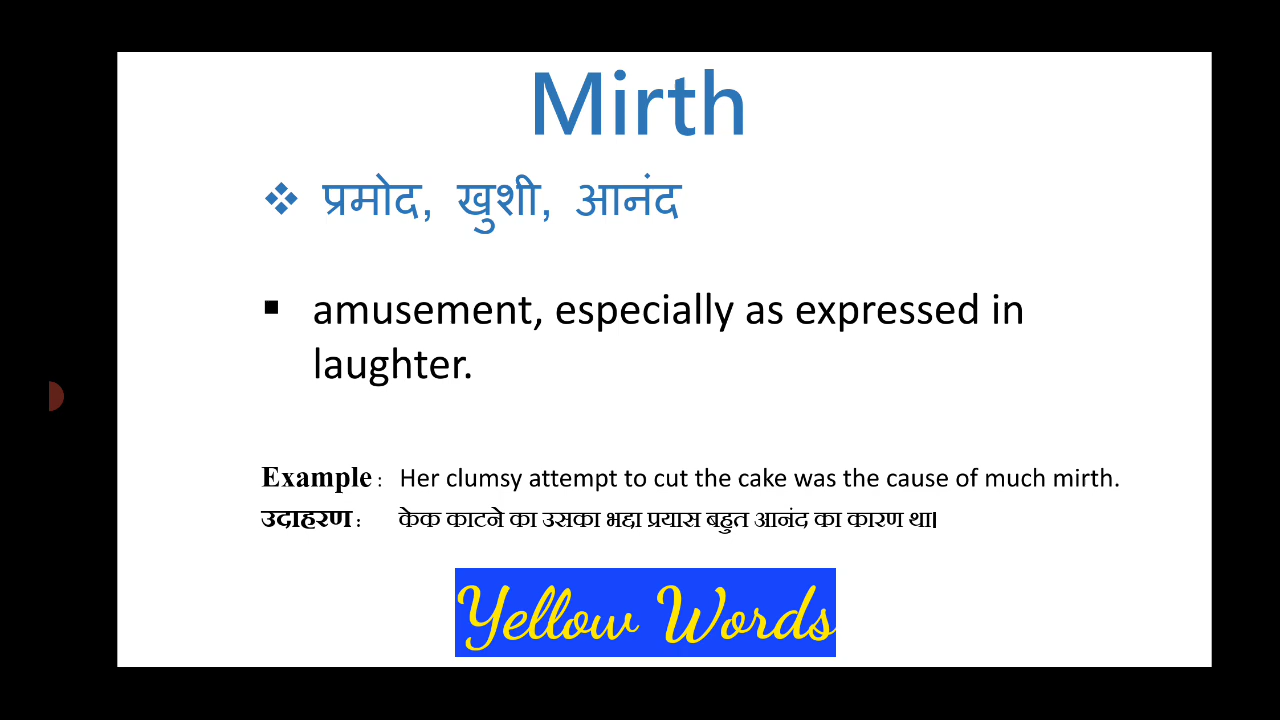 Mirth
❖ प्रमोद, खुशी, आनंद
▪ amusement, especially as expressed in
laughter.
Example : Her clumsy attempt to cut the cake was the cause of much mirth.
उदाहरण : केक काटने का उसका भद्दा प्रयास बहुत आनंद का कारण था।
Yellow Words